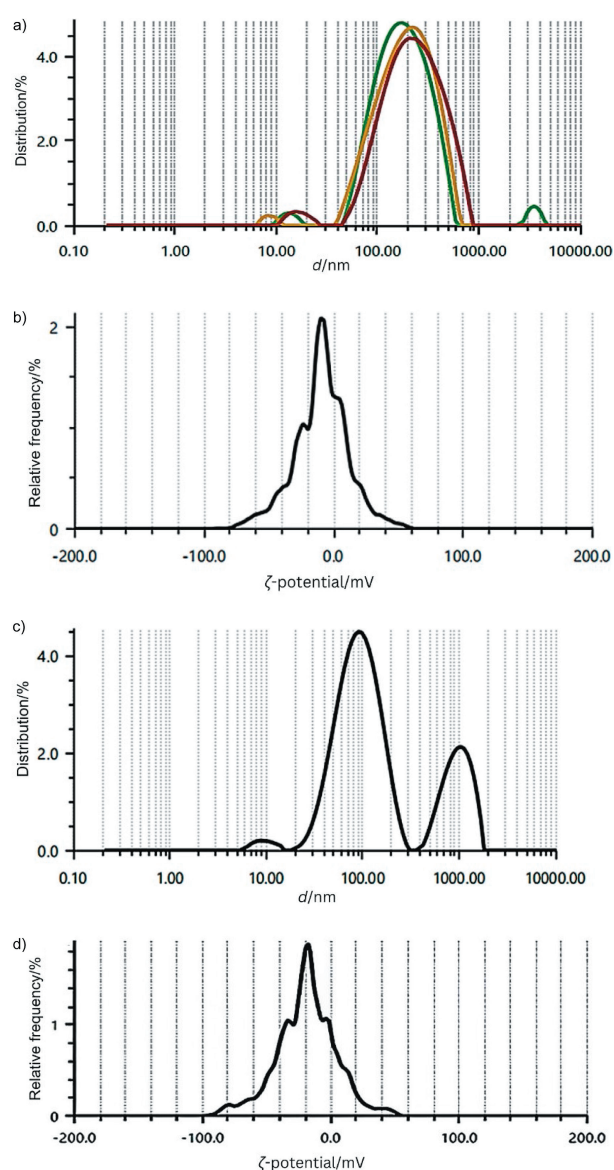 a)
Distribution/%
4.0
2.0
0.0
0.10 1.00 10.00 100.00 1000.00 10000.00
d/nm
b)
Relative frequency/%
2
1
0
-200.0 -100.0 0.0 100.0 200.0
ζ-potential/mV
c)
Distribution/%
4.0
2.0
0.0
0.10 1.00 10.00 100.00 1000.00 10000.00
d/nm
d)
Relative frequency/%
1
0
-200.0 -100.0 0.0 100.0 200.0
ζ-potential/mV